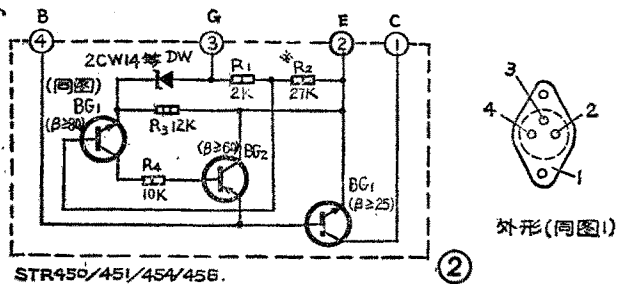 B G E C
4 3 2 1
2CW14等 DW
R₁ 2K
※ R₂ 27K
(同图)
BG₁
(β≥80)
R₃ 12K
(β≥60) BG₂
R₄
10K
BG₁
(β≥25)
3
4 2
1
外形(同图1)
STR450/451/454/456.
2